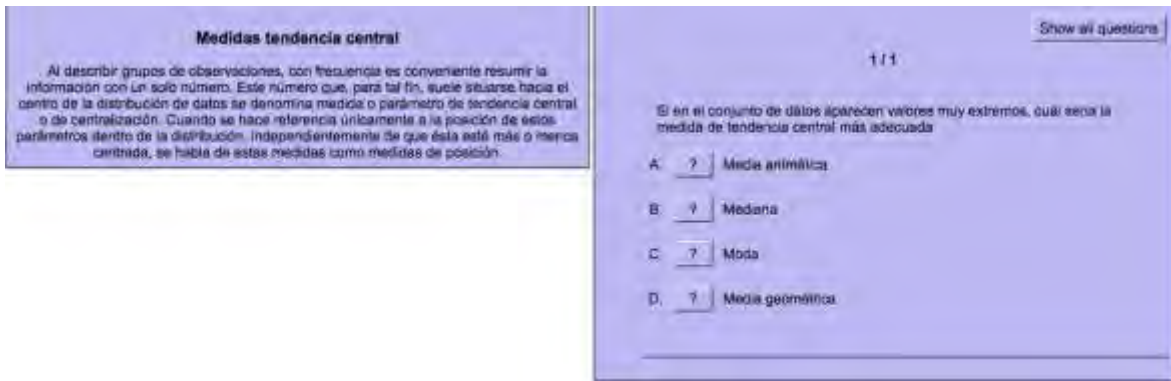 Medidas tendencia central
Al describir grupos de observaciones, con frecuencia es conveniente resumir la
información con un solo número. Este número que, para tal fin, suele situarse hacia el
centro de la distribución de datos se denomina medida o parámetro de tendencia central
o de centralización. Cuando se hace referencia únicamente a la posición de estos
parámetros dentro de la distribución, independientemente de que ésta esté más o menos
centrada, se habla de estas medidas como medidas de posición.
Show all questions
1 / 1
Si en el conjunto de datos aparecen valores muy extremos, cuál sería la
medida de tendencia central más adecuada
A. ? Media aritmética
B. ? Mediana
C. ? Moda
D. ? Media geométrica